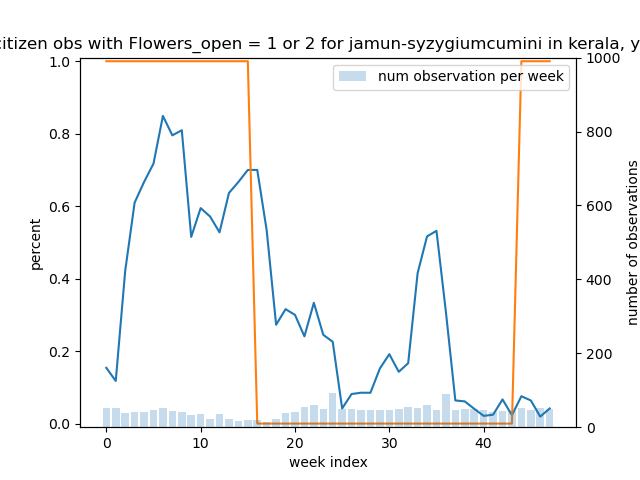 citizen obs with Flowers_open = 1 or 2 for jamun-syzygiumcumini in kerala, y
num observation per week
percent
1.0
0.8
0.6
0.4
0.2
0.0
1000
800
600
400
200
0
number of observations
0 10 20 30 40
week index